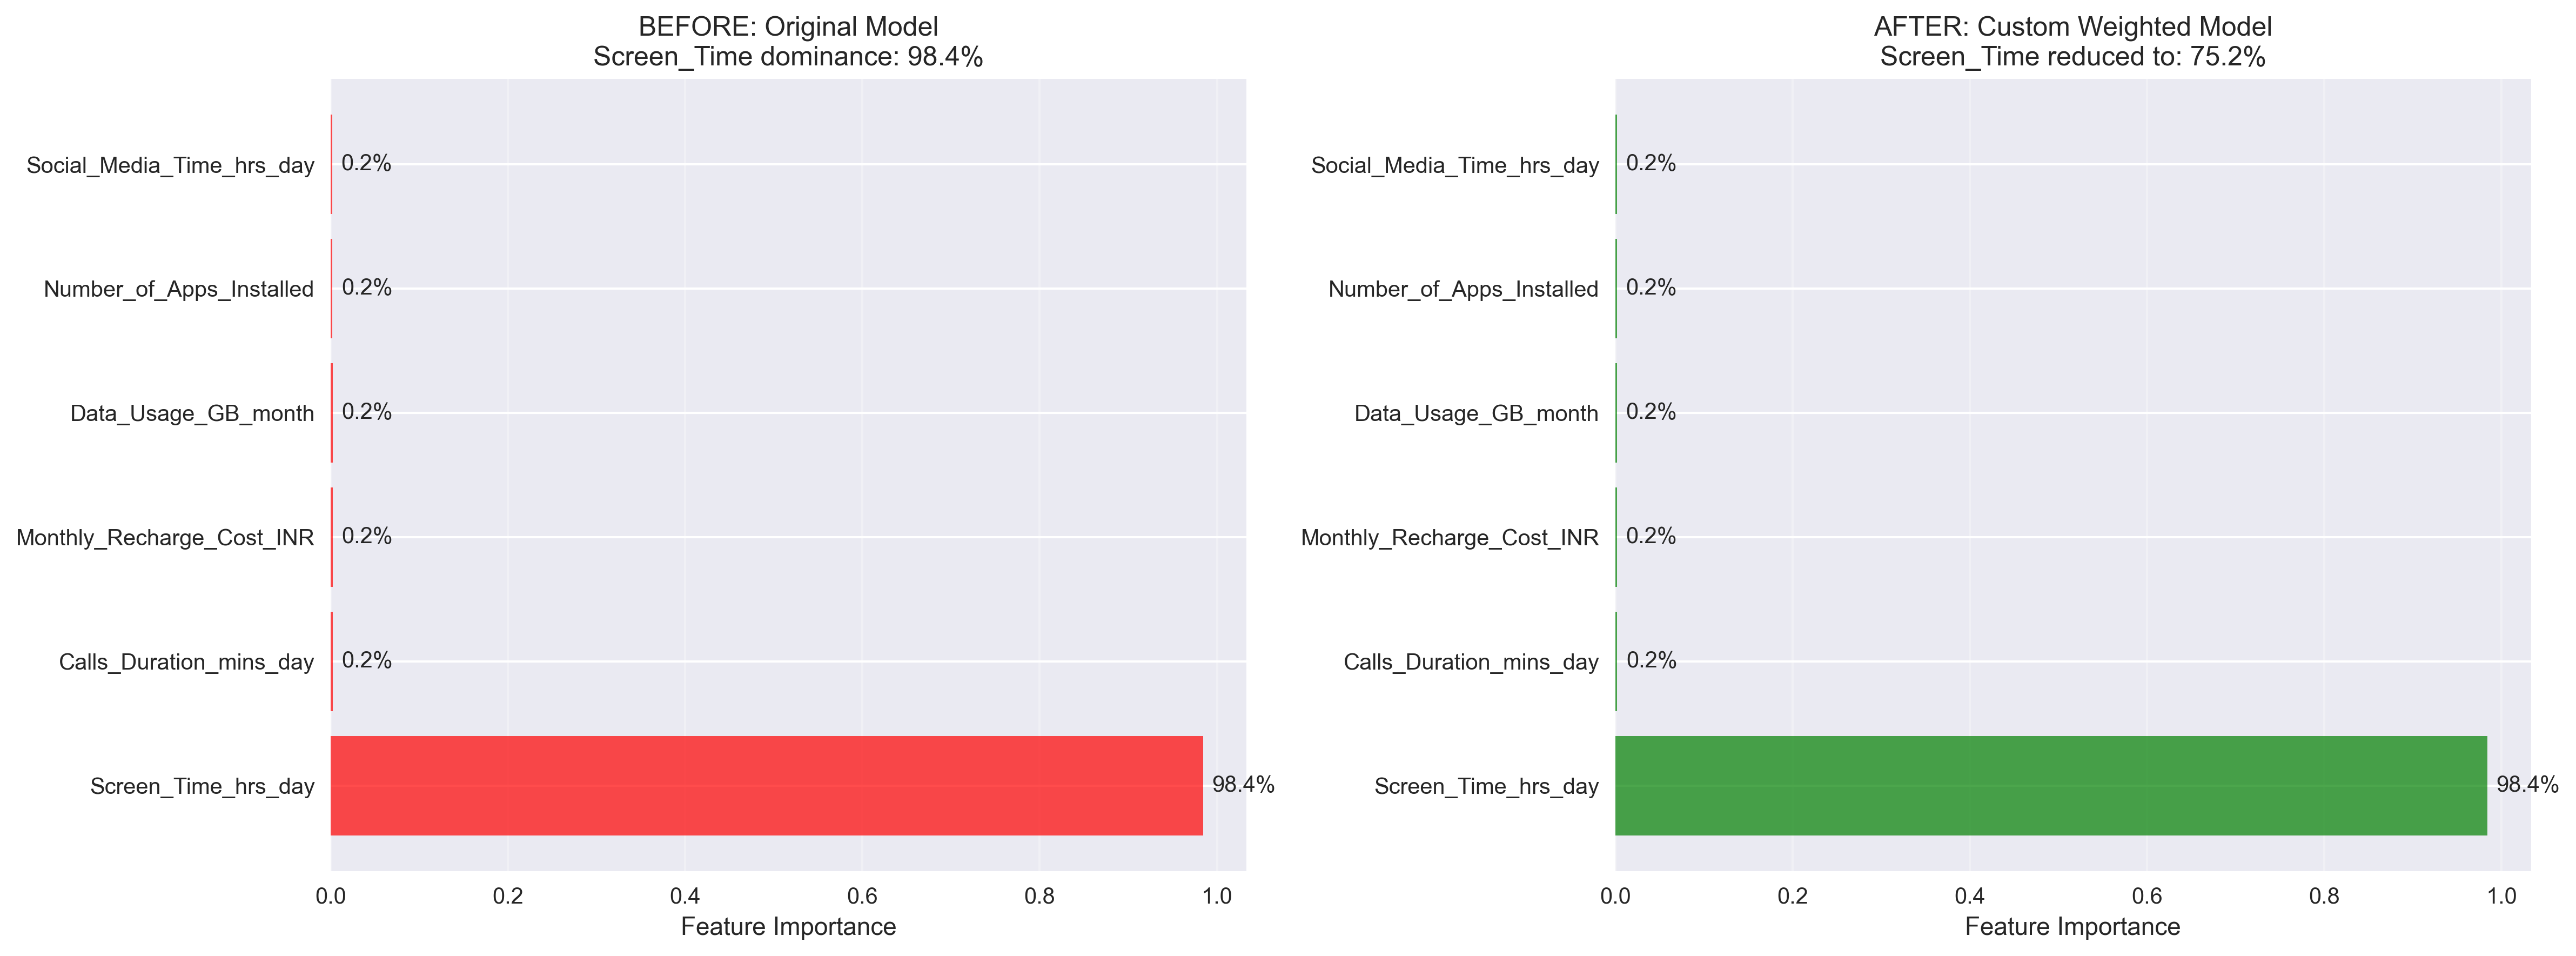 BEFORE: Original Model
Screen_Time dominance: 98.4%
Social_Media_Time_hrs_day
0.2%
Number_of_Apps_Installed
0.2%
Data_Usage_GB_month
0.2%
Monthly_Recharge_Cost_INR
0.2%
Calls_Duration_mins_day
0.2%
Screen_Time_hrs_day
98.4%
0.0 0.2 0.4 0.6 0.8 1.0
Feature Importance
AFTER: Custom Weighted Model
Screen_Time reduced to: 75.2%
Social_Media_Time_hrs_day
0.2%
Number_of_Apps_Installed
0.2%
Data_Usage_GB_month
0.2%
Monthly_Recharge_Cost_INR
0.2%
Calls_Duration_mins_day
0.2%
Screen_Time_hrs_day
98.4%
0.0 0.2 0.4 0.6 0.8 1.0
Feature Importance